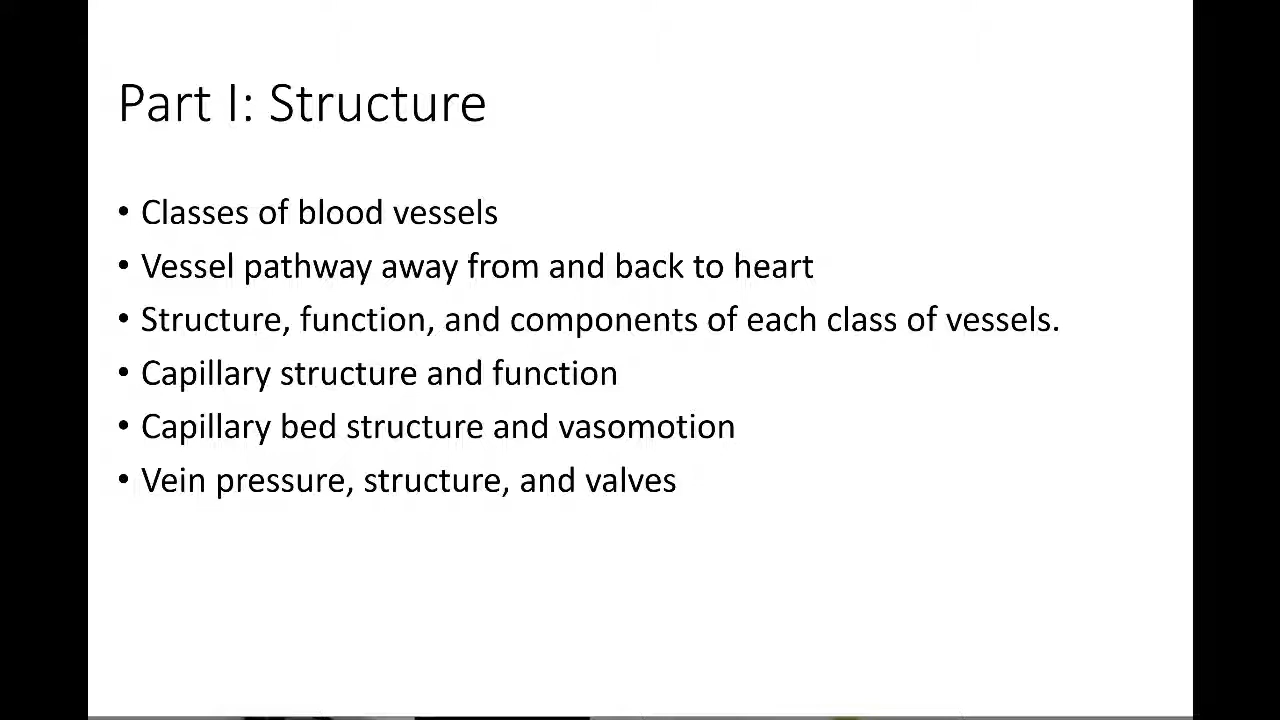 Part I: Structure
• Classes of blood vessels
• Vessel pathway away from and back to heart
• Structure, function, and components of each class of vessels.
• Capillary structure and function
• Capillary bed structure and vasomotion
• Vein pressure, structure, and valves